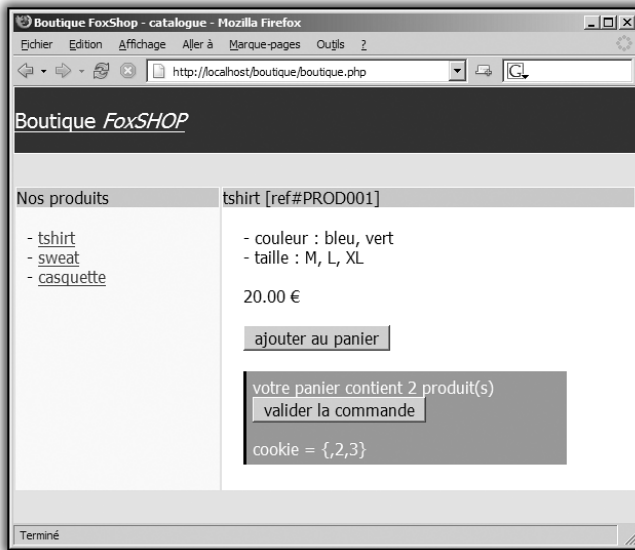 Boutique FoxShop - catalogue - Mozilla Firefox
Fichier Edition Affichage Aller à Marque-pages Outils ?
http://localhost/boutique/boutique.php G
Boutique FoxSHOP
Nos produits
- tshirt
- sweat
- casquette
tshirt [ref#PROD001]
- couleur : bleu, vert
- taille : M, L, XL
20.00 €
ajouter au panier
votre panier contient 2 produit(s)
valider la commande
cookie = {,2,3}
Terminé